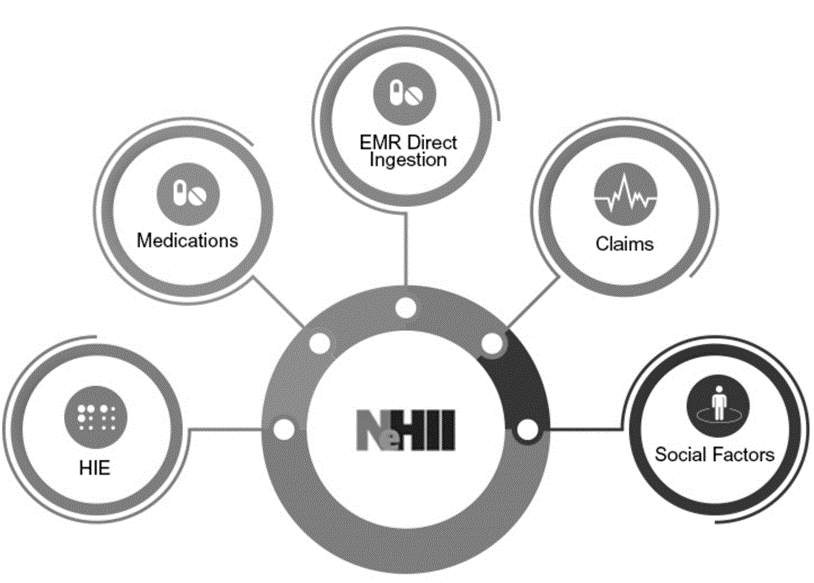 EMR Direct
Ingestion
Medications
Claims
HIE
NeHII
Social Factors